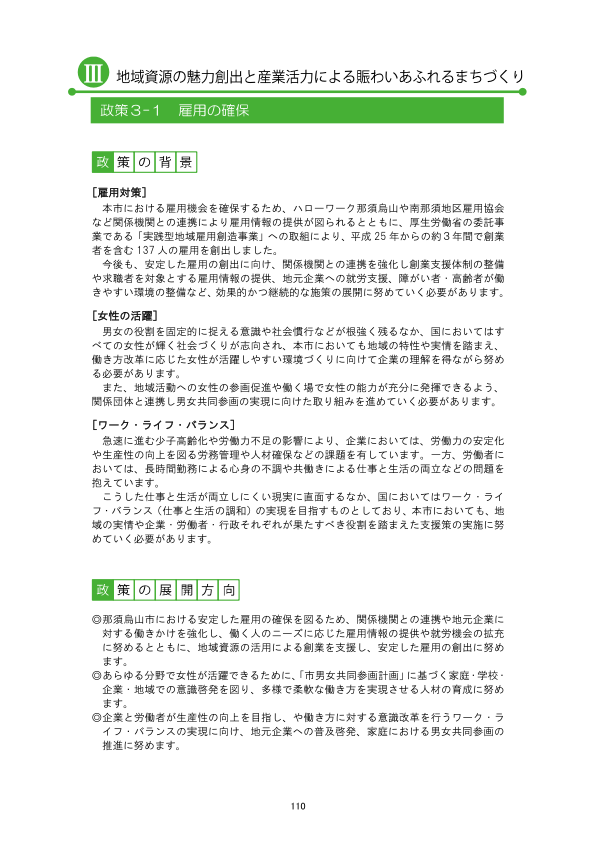 Ⅲ 地域資源の魅力創出と産業活力による賑わいあふれるまちづくり
政策3-1 雇用の確保
政策の背景
[雇用対策]
本市における雇用機会を確保するため、ハローワーク那須烏山や南那須地区雇用協会
など関係機関との連携により雇用情報の提供が図られるとともに、厚生労働省の委託事
業である「実践型地域雇用創造事業」への取組により、平成 25 年からの約3年間で創業
者を含む 137 人の雇用を創出しました。
今後も、安定した雇用の創出に向け、関係機関との連携を強化し創業支援体制の整備
や求職者を対象とする雇用情報の提供、地元企業への就労支援、障がい者・高齢者が働
きやすい環境の整備など、効果的かつ継続的な施策の展開に努めていく必要があります。
[女性の活躍]
男女の役割を固定的に捉える意識や社会慣行などが根強く残るなか、国においてはす
べての女性が輝く社会づくりが志向され、本市においても地域の特性や実情を踏まえ、
働き方改革に応じた女性が活躍しやすい環境づくりに向けて企業の理解を得ながら努め
る必要があります。
また、地域活動への女性の参画促進や働く場で女性の能力が充分に発揮できるよう、
関係団体と連携し男女共同参画の実現に向けた取り組みを進めていく必要があります。
[ワーク・ライフ・バランス]
急速に進む少子高齢化や労働力不足の影響により、企業においては、労働力の安定化
や生産性の向上を図る労務管理や人材確保などの課題を有しています。一方、労働者に
おいては、長時間勤務による心身の不調や共働きによる仕事と生活の両立などの問題を
抱えています。
こうした仕事と生活が両立しにくい現実に直面するなか、国においてはワーク・ライ
フ・バランス（仕事と生活の調和）の実現を目指すものとしており、本市においても、地
域の実情や企業・労働者・行政それぞれが果たすべき役割を踏まえた支援策の実施に努
めていく必要があります。
政策の展開方向
◎那須烏山市における安定した雇用の確保を図るため、関係機関との連携や地元企業に
対する働きかけを強化し、働く人のニーズに応じた雇用情報の提供や就労機会の拡充
に努めるとともに、地域資源の活用による創業を支援し、安定した雇用の創出に努め
ます。
◎あらゆる分野で女性が活躍できるために、「市男女共同参画計画」に基づく家庭・学校・
企業・地域での意識啓発を図り、多様で柔軟な働き方を実現させる人材の育成に努め
ます。
◎企業と労働者が生産性の向上を目指し、や働き方に対する意識改革を行うワーク・ラ
イフ・バランスの実現に向け、地元企業への普及啓発、家庭における男女共同参画の
推進に努めます。
110